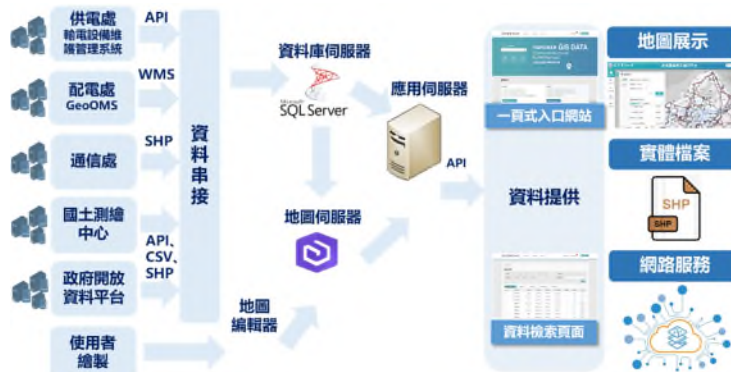 供電處
輸電設備維
護管理系統
API
配電處
GeoOMS
WMS
通信處
SHP
國土測繪
中心
政府開放
資料平台
API、
CSV、
SHP
使用者
繪製
資料串接
資料庫伺服器
Microsoft
SQL Server
地圖伺服器
地圖
編輯器
應用伺服器
API
GIS DATA
一頁式入口網站
資料提供
資料檢索頁面
地圖展示
實體檔案
SHP
SHP
網路服務